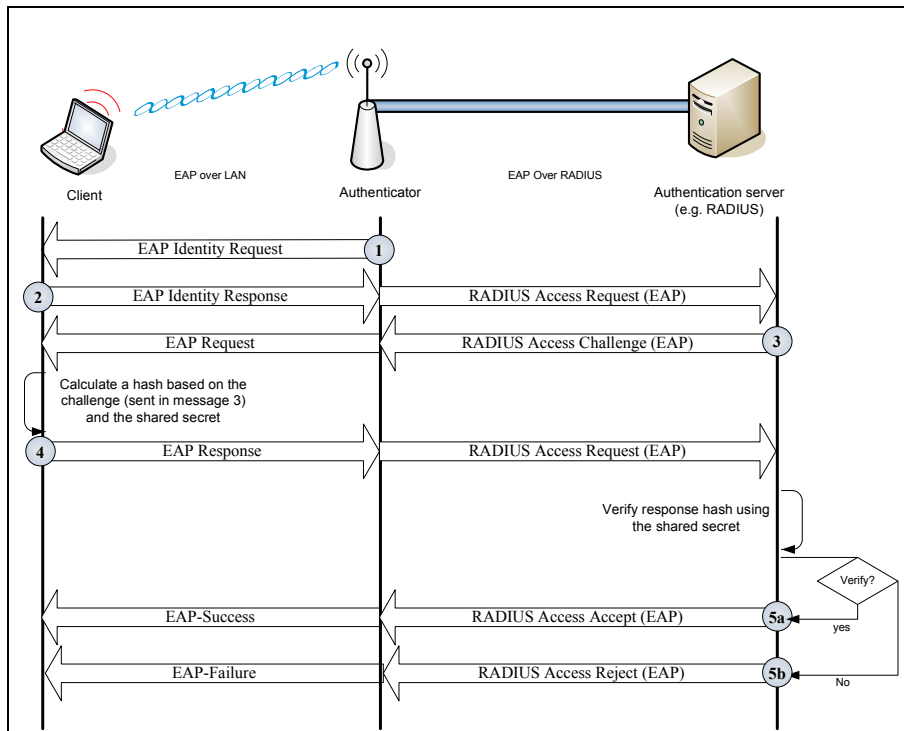 EAP over LAN
EAP Over RADIUS
Client
Authenticator
Authentication server
(e.g. RADIUS)
EAP Identity Request
1
2
EAP Identity Response
RADIUS Access Request (EAP)
EAP Request
RADIUS Access Challenge (EAP)
3
Calculate a hash based on the
challenge (sent in message 3)
and the shared secret
4
EAP Response
RADIUS Access Request (EAP)
Verify response hash using
the shared secret
Verify?
EAP-Success
RADIUS Access Accept (EAP)
5a
yes
EAP-Failure
RADIUS Access Reject (EAP)
5b
No